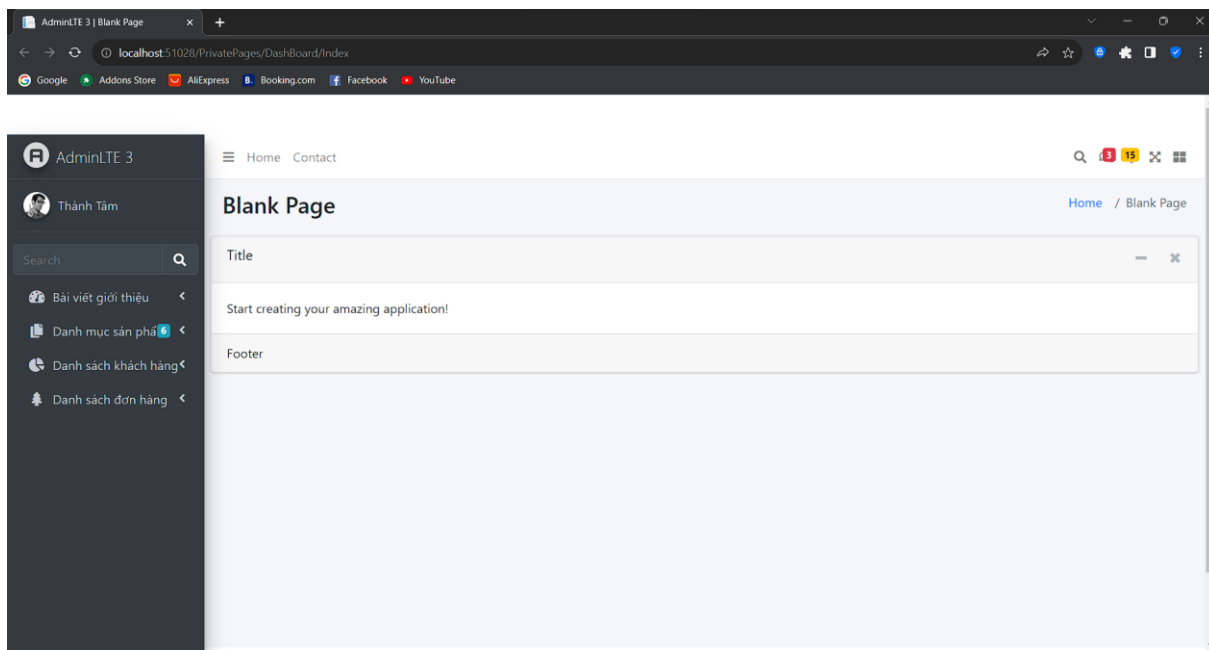 AdminLTE 3 | Blank Page
localhost:51028/PrivatePages/DashBoard/Index
Google Addons Store AliExpress B. Booking.com Facebook YouTube
AdminLTE 3
Home Contact
3 15
Thành Tâm
Blank Page
Home / Blank Page
Search
Title
Bài viết giới thiệu
Start creating your amazing application!
Danh mục sản phẩ 6
Footer
Danh sách khách hàng
Danh sách đơn hàng